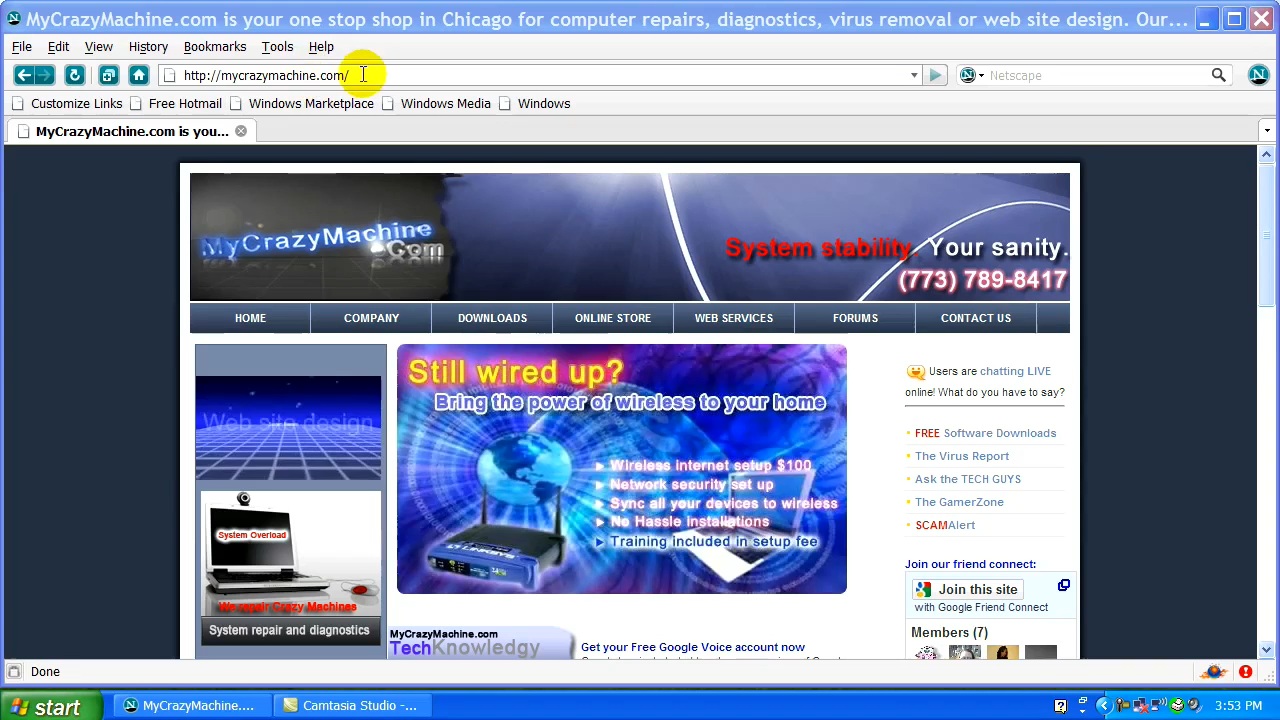 MyCrazyMachine.com is your one stop shop in Chicago for computer repairs, diagnostics, virus removal or web site design. Our...
File Edit View History Bookmarks Tools Help
http://mycrazymachine.com/
Netscape
Customize Links Free Hotmail Windows Marketplace Windows Media Windows
MyCrazyMachine.com is you...
MyCrazyMachine
.Com
System stability. Your sanity.
(773) 789-8417
HOME COMPANY DOWNLOADS ONLINE STORE WEB SERVICES FORUMS CONTACT US
Web site design
System Overload
We repair Crazy Machines
System repair and diagnostics
Still wired up?
Bring the power of wireless to your home
Wireless internet setup $100
Network security set up
Sync all your devices to wireless
No Hassle installations
Training included in setup fee
LINKSYS
MyCrazyMachine.com
TechKnowledgy
Get your Free Google Voice account now
Users are chatting LIVE
online! What do you have to say?
FREE Software Downloads
The Virus Report
Ask the TECH GUYS
The GamerZone
SCAMAlert
Join our friend connect:
Join this site
with Google Friend Connect
Members (7)
Done
start MyCrazyMachine.... Camtasia Studio -... 3:53 PM